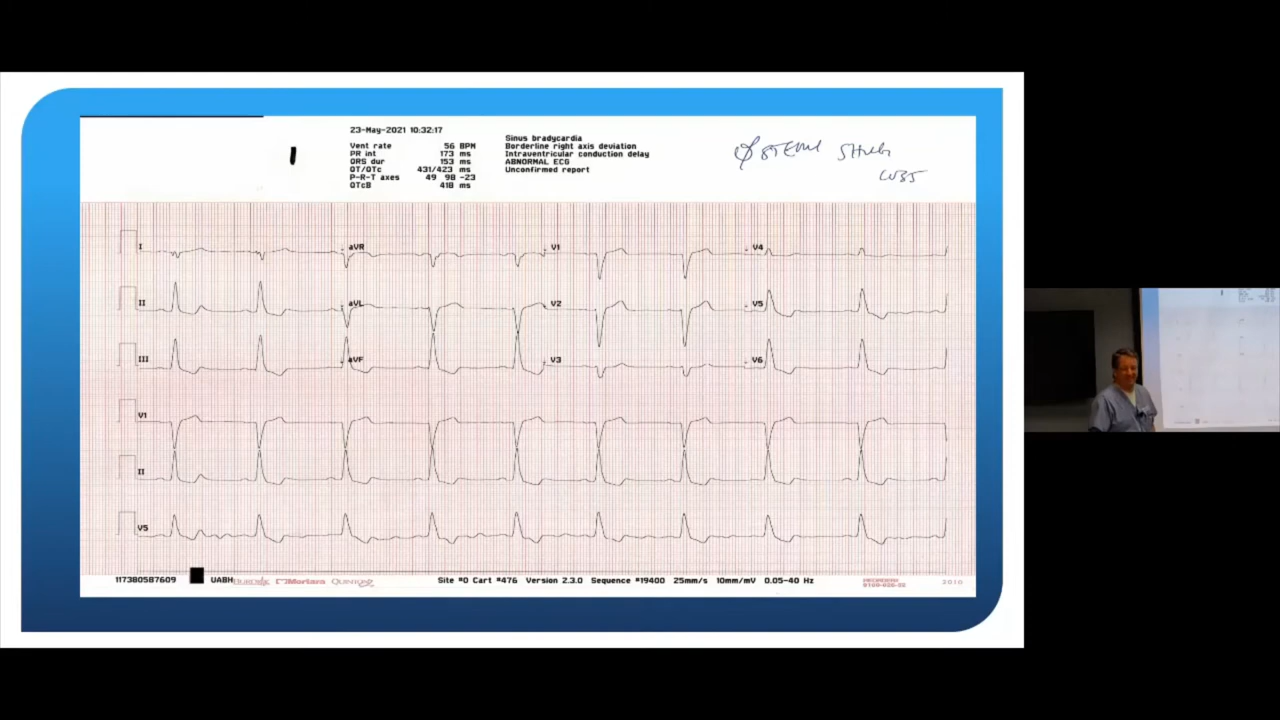 23-May-2021 10:32:17
Vent rate 56 BPM
PR int 173 ms
QRS dur 153 ms
QT/QTc 431/423 ms
P-R-T axes 49 98 -23
QTcB 418 ms
Sinus bradycardia
Borderline right axis deviation
Intraventricular conduction delay
ABNORMAL ECG
Unconfirmed report
STEMI
I aVR V1 V4
II aVL V2 V5
III aVF V3 V6
V1
II
V5
117380587609 UABH Mortara QUINTON Site #0 Cart #476 Version 2.3.0 Sequence #19400 25mm/s 10mm/mV 0.05-40 Hz 2010